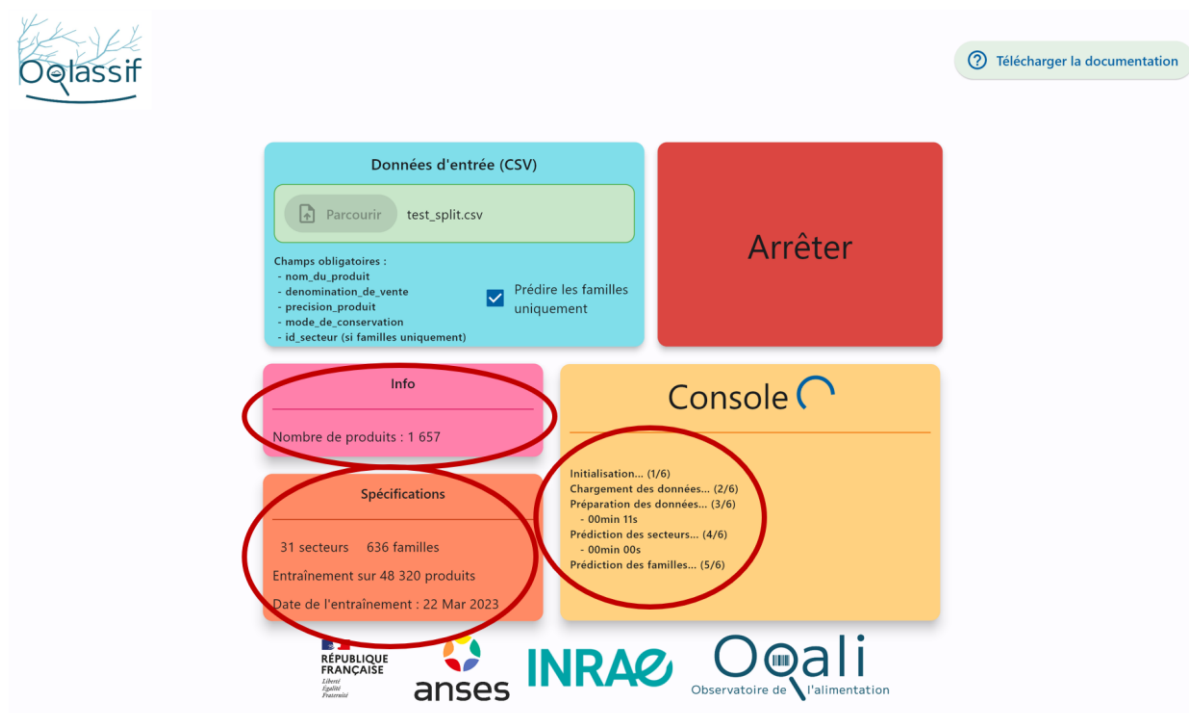 Oqlassif
Télécharger la documentation
Données d'entrée (CSV)
Parcourir test_split.csv
Champs obligatoires :
- nom_du_produit
- denomination_de_vente
- precision_produit
- mode_de_conservation
- id_secteur (si familles uniquement)
Prédire les familles
uniquement
Arrêter
Info
Nombre de produits : 1 657
Spécifications
31 secteurs 636 familles
Entraînement sur 48 320 produits
Date de l'entraînement : 22 Mar 2023
Console
Initialisation... (1/6)
Chargement des données... (2/6)
Préparation des données... (3/6)
- 00min 11s
Prédiction des secteurs... (4/6)
- 00min 00s
Prédiction des familles... (5/6)
RÉPUBLIQUE
FRANÇAISE
Liberté
Égalité
Fraternité
anses
INRAE
Oqali
Observatoire de l'alimentation